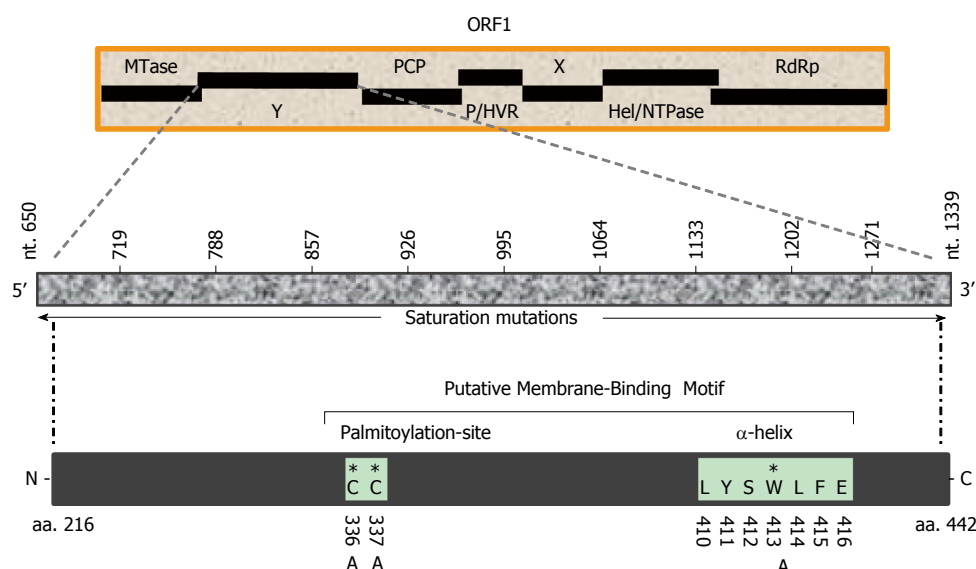 ORF1
MTase PCP X RdRp
Y P/HVR Hel/NTPase
nt. 650 719 788 857 926 995 1064 1133 1202 1271 nt. 1339
5′ 3′
Saturation mutations
Putative Membrane-Binding Motif
Palmitoylation-site α-helix
* * *
N - C C L Y S W L F E - C
aa. 216 336 337 410 411 412 413 414 415 416 aa. 442
A A A